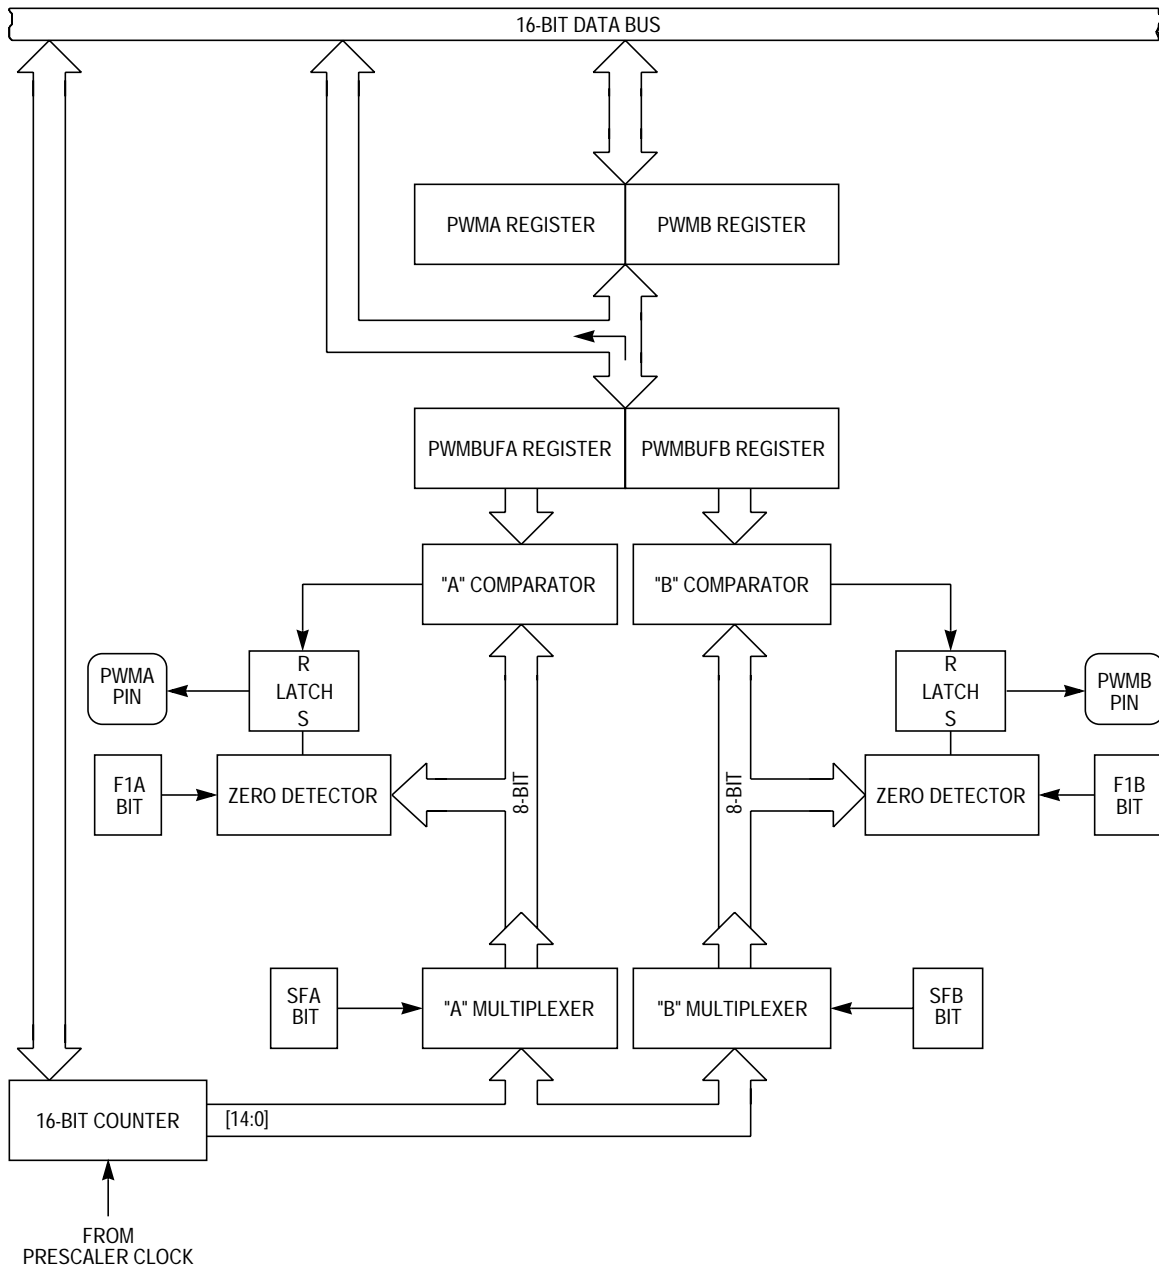 16-BIT DATA BUS
PWMA REGISTER
PWMB REGISTER
PWMBUFA REGISTER
PWMBUFB REGISTER
"A" COMPARATOR
"B" COMPARATOR
PWMA
PIN
R
LATCH
S
R
LATCH
S
PWMB
PIN
F1A
BIT
ZERO DETECTOR
8-BIT
8-BIT
ZERO DETECTOR
F1B
BIT
SFA
BIT
"A" MULTIPLEXER
"B" MULTIPLEXER
SFB
BIT
16-BIT COUNTER
[14:0]
FROM
PRESCALER CLOCK